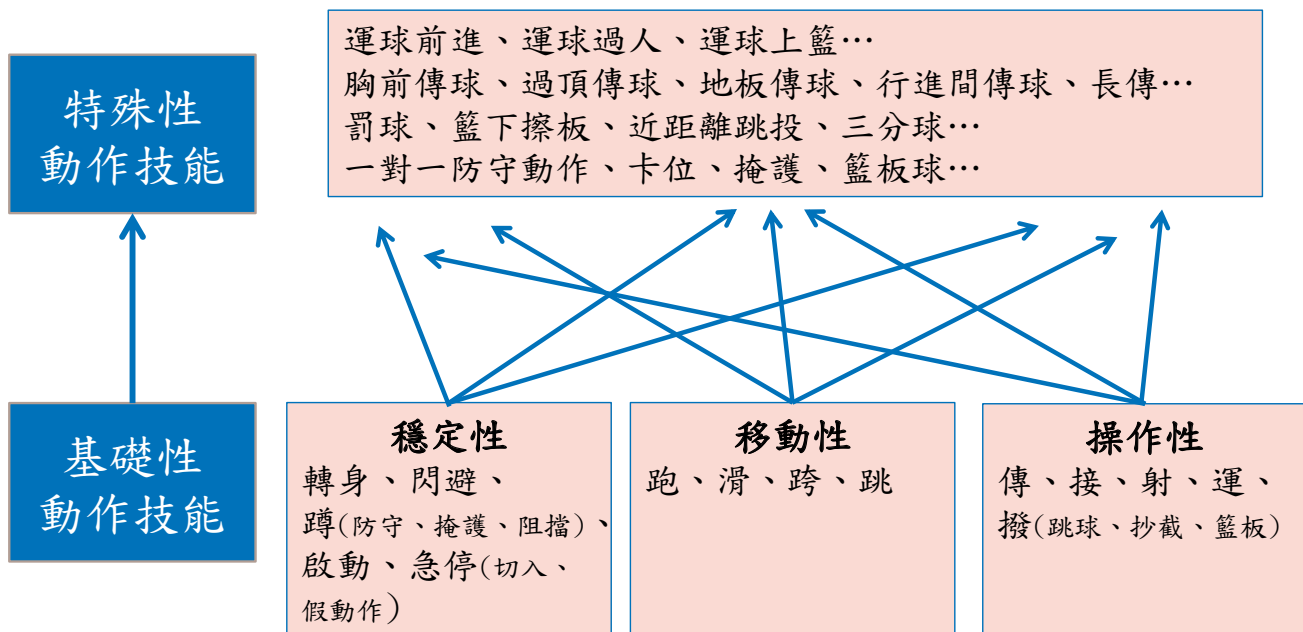 特殊性
動作技能
運球前進、運球過人、運球上籃…
胸前傳球、過頂傳球、地板傳球、行進間傳球、長傳…
罰球、籃下擦板、近距離跳投、三分球…
一對一防守動作、卡位、掩護、籃板球…
基礎性
動作技能
穩定性
轉身、閃避、
蹲(防守、掩護、阻擋)、
啟動、急停(切入、
假動作)
移動性
跑、滑、跨、跳
操作性
傳、接、射、運、
撥(跳球、抄截、籃板)